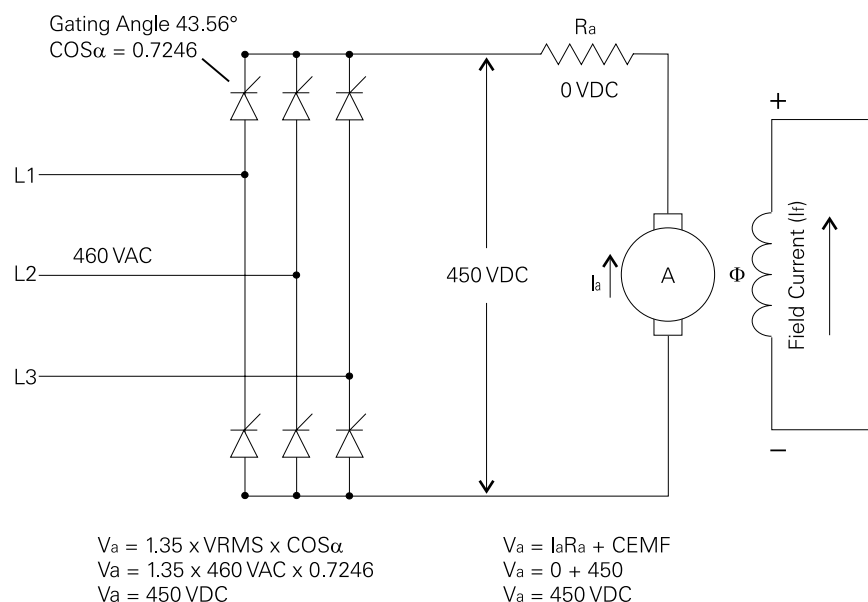 Gating Angle 43.56°
COSα = 0.7246
Ra
0 VDC
+
L1
460 VAC
L2
450 VDC
Ia
A
Φ
Field Current (If)
L3
–
Va = 1.35 x VRMS x COSα
Va = 1.35 x 460 VAC x 0.7246
Va = 450 VDC
Va = IaRa + CEMF
Va = 0 + 450
Va = 450 VDC